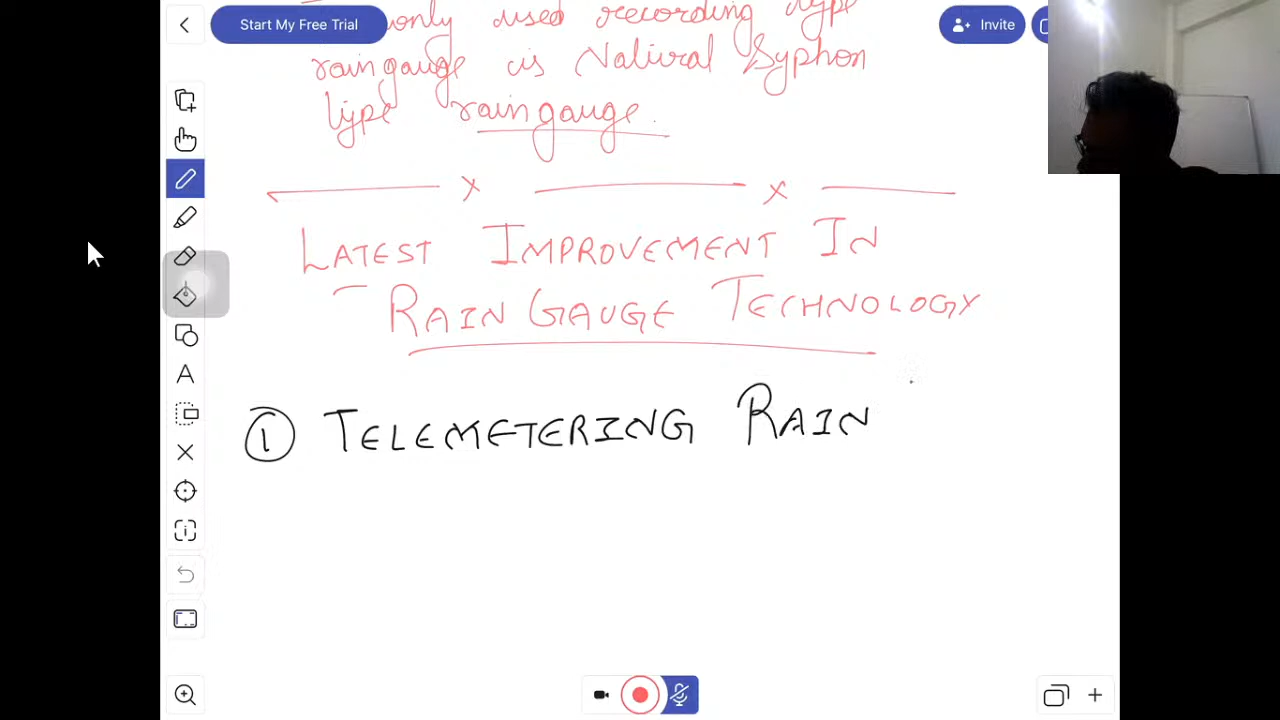 Start My Free Trial
Invite
only used recording type
raingauge is Natural Syphon
type raingauge.
x x
LATEST IMPROVEMENT IN
RAIN GAUGE TECHNOLOGY
① TELEMETERING RAIN